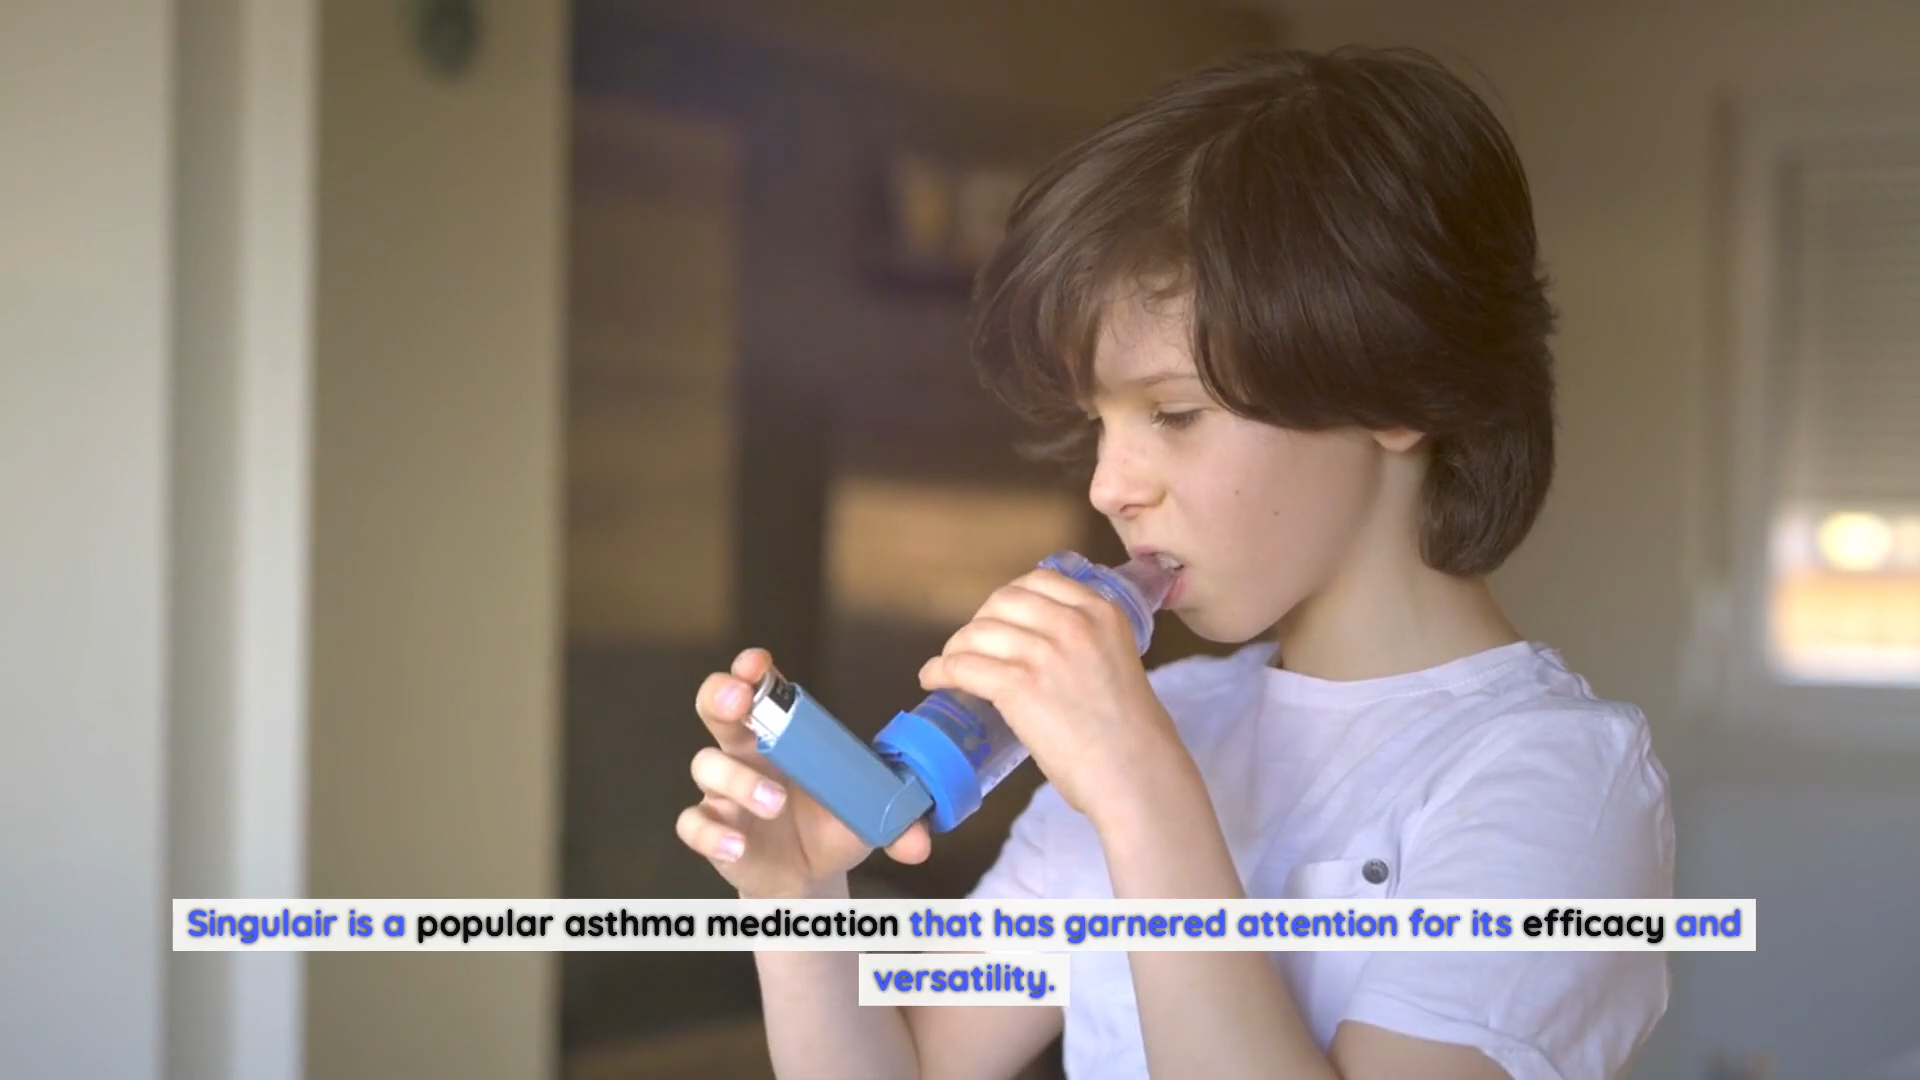 Singulair is a popular asthma medication that has garnered attention for its efficacy and
versatility.